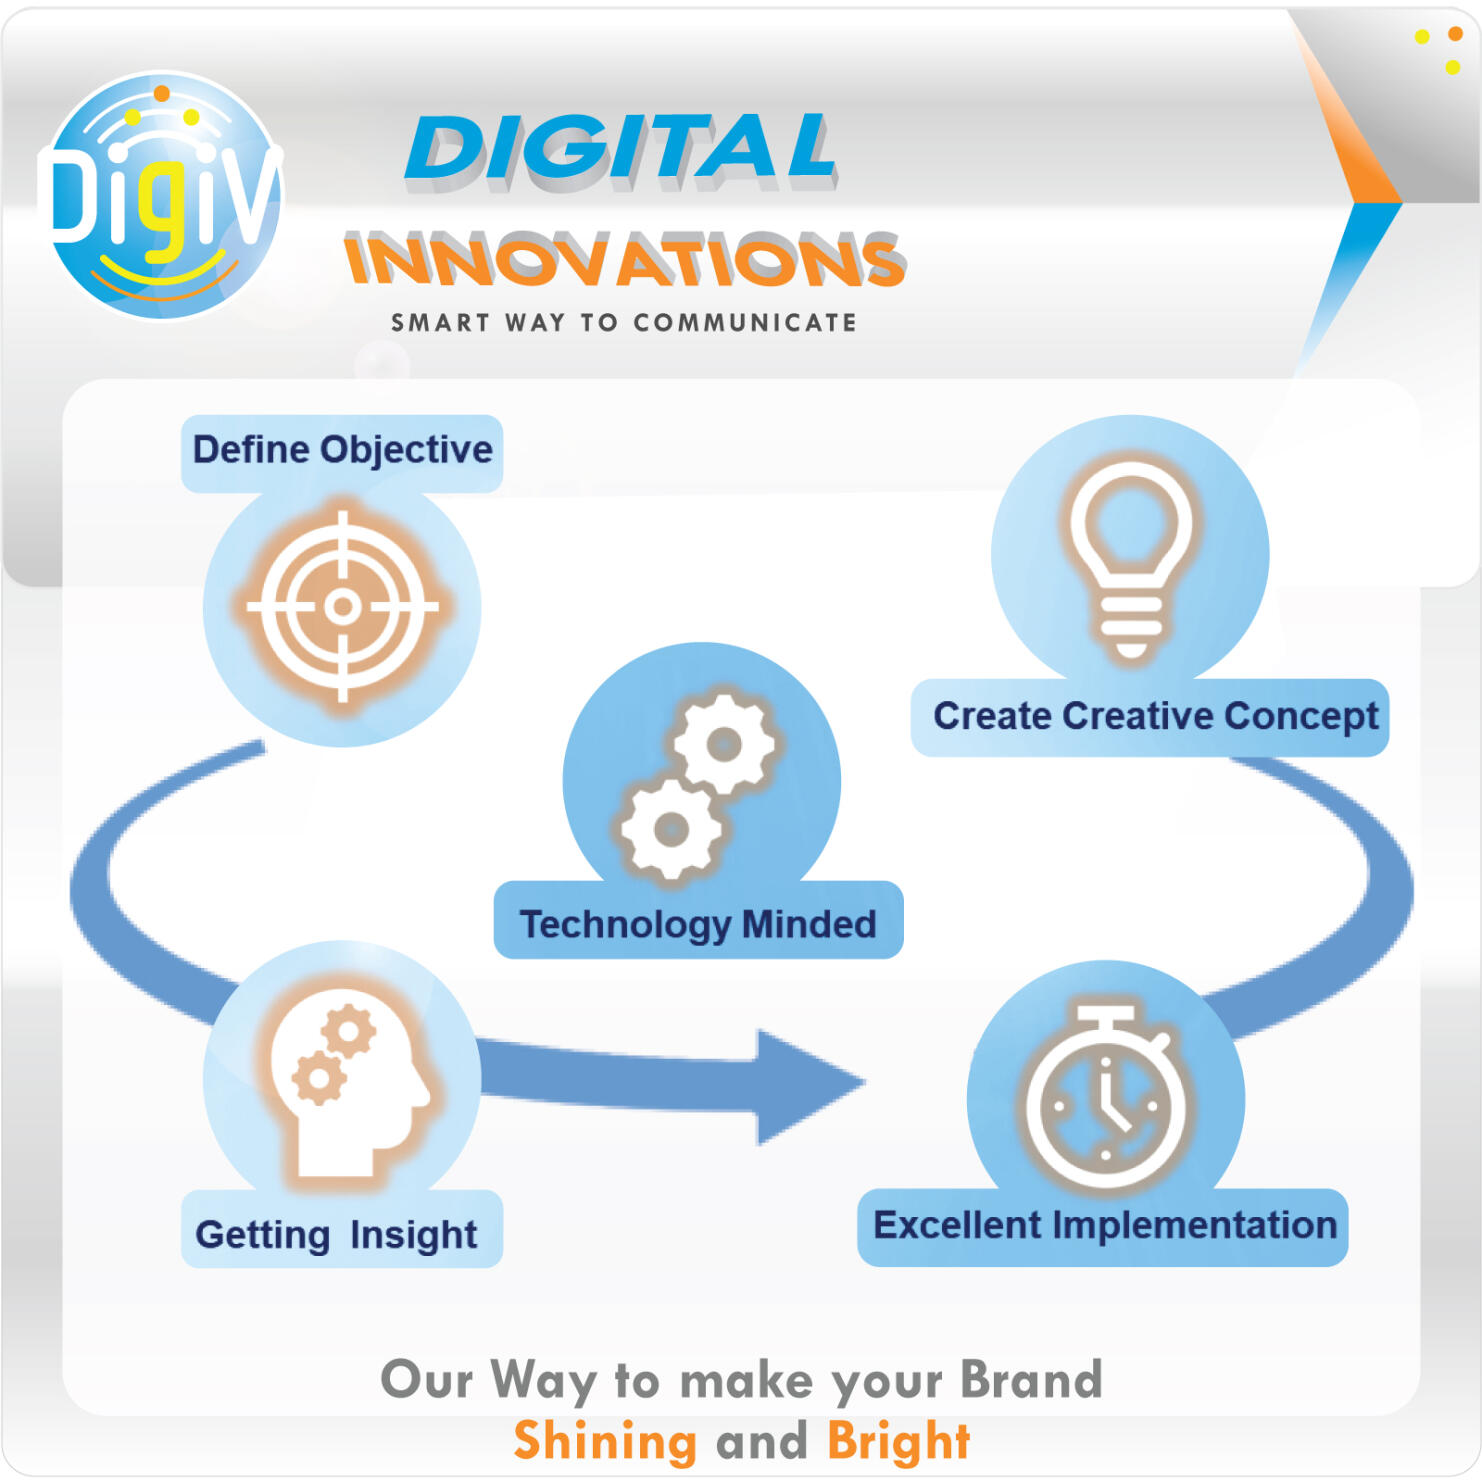 DigiV
DIGITAL
INNOVATIONS
SMART WAY TO COMMUNICATE
Define Objective
Create Creative Concept
Technology Minded
Getting Insight
Excellent Implementation
Our Way to make your Brand
Shining and Bright